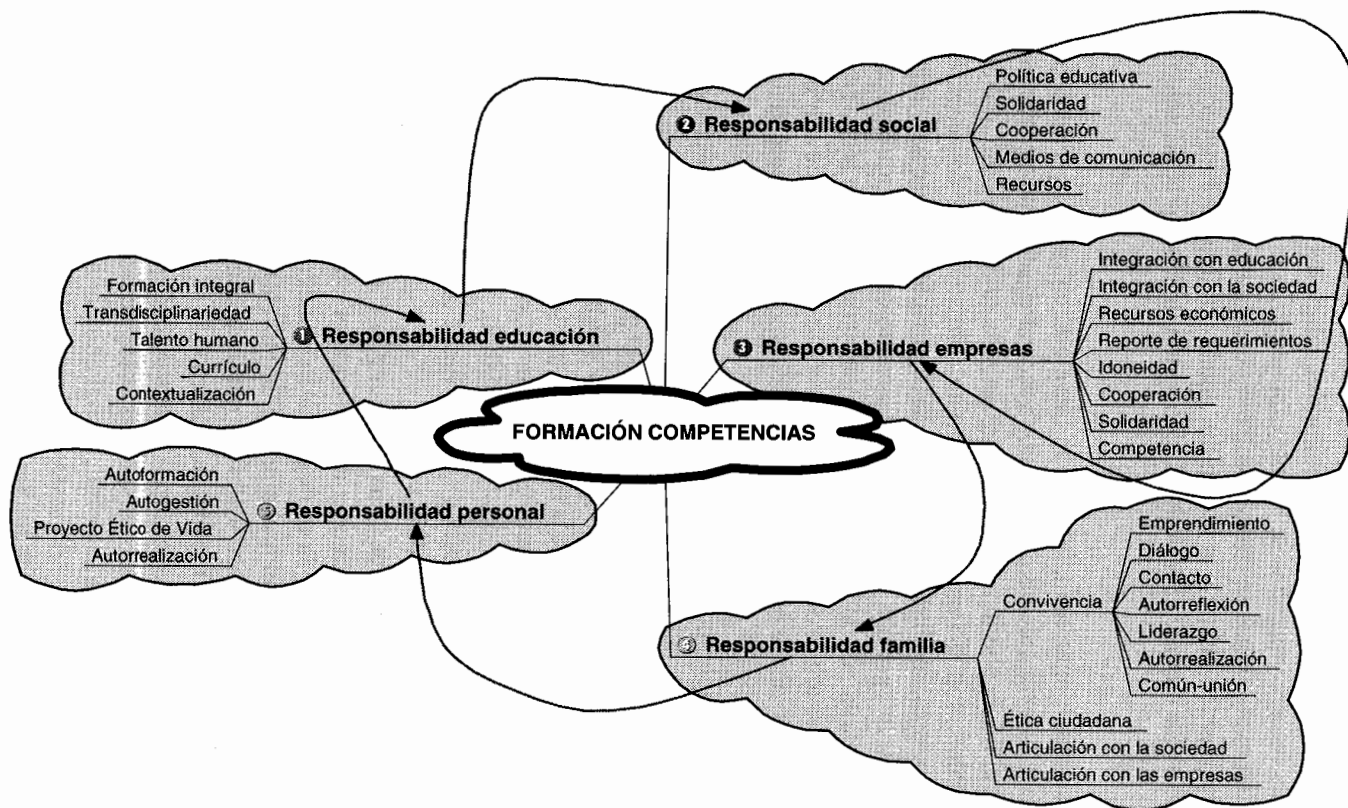 FORMACIÓN COMPETENCIAS
① Responsabilidad educación
Formación integral
Transdisciplinariedad
Talento humano
Currículo
Contextualización
❷ Responsabilidad social
Política educativa
Solidaridad
Cooperación
Medios de comunicación
Recursos
❸ Responsabilidad empresas
Integración con educación
Integración con la sociedad
Recursos económicos
Reporte de requerimientos
Idoneidad
Cooperación
Solidaridad
Competencia
④ Responsabilidad familia
Convivencia
Emprendimiento
Diálogo
Contacto
Autorreflexión
Liderazgo
Autorrealización
Común-unión
Ética ciudadana
Articulación con la sociedad
Articulación con las empresas
⑤ Responsabilidad personal
Autoformación
Autogestión
Proyecto Ético de Vida
Autorrealización